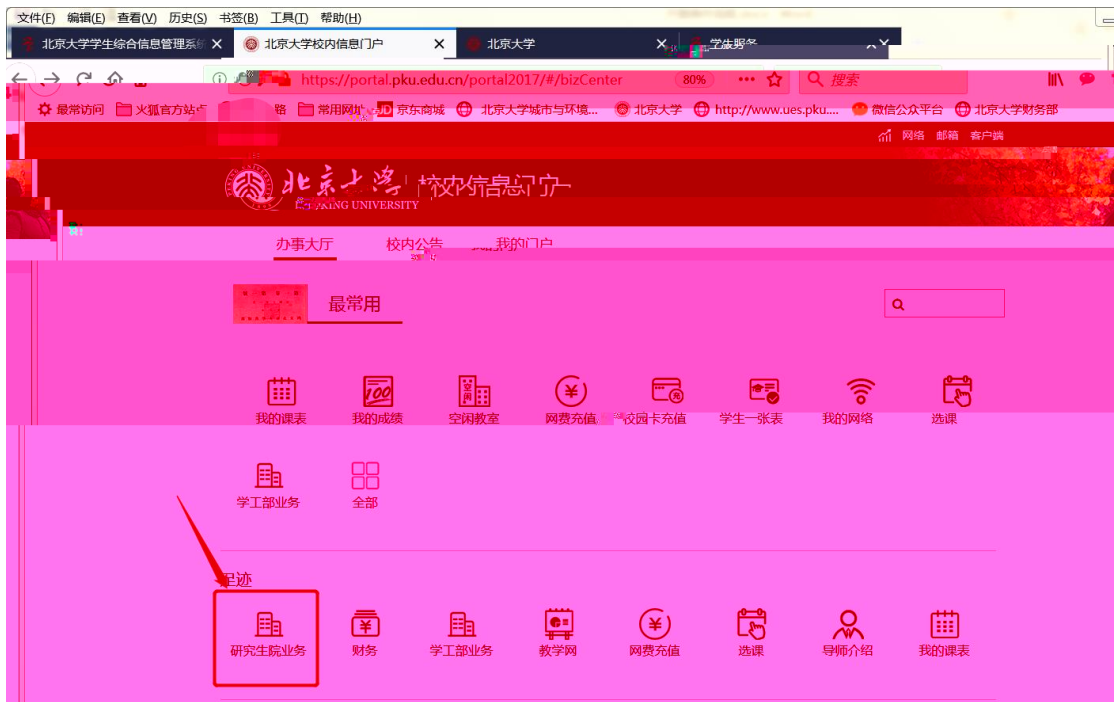 文件(F) 编辑(E) 查看(V) 历史(S) 书签(B) 工具(T) 帮助(H)
北京大学学生综合信息管理系统 × 北京大学校内信息门户 × 北京大学 ×
https://portal.pku.edu.cn/portal2017/#/bizCenter 80% 搜索
最常访问 火狐官方站点 常用网址 京东商城 北京大学城市与环境... 北京大学 http://www.ues.pku.... 微信公众平台 北京大学财务部
网络 邮箱 客户端
北京大学 校内信息门户
UNIVERSITY
办事大厅 校内公告 我的门户
最常用
我的课表 我的成绩 空闲教室 网费充值 校园卡充值 学生一张表 我的网络 选课
学工部业务 全部
足迹
研究生院业务 财务 学工部业务 教学网 网费充值 选课 导师介绍 我的课表